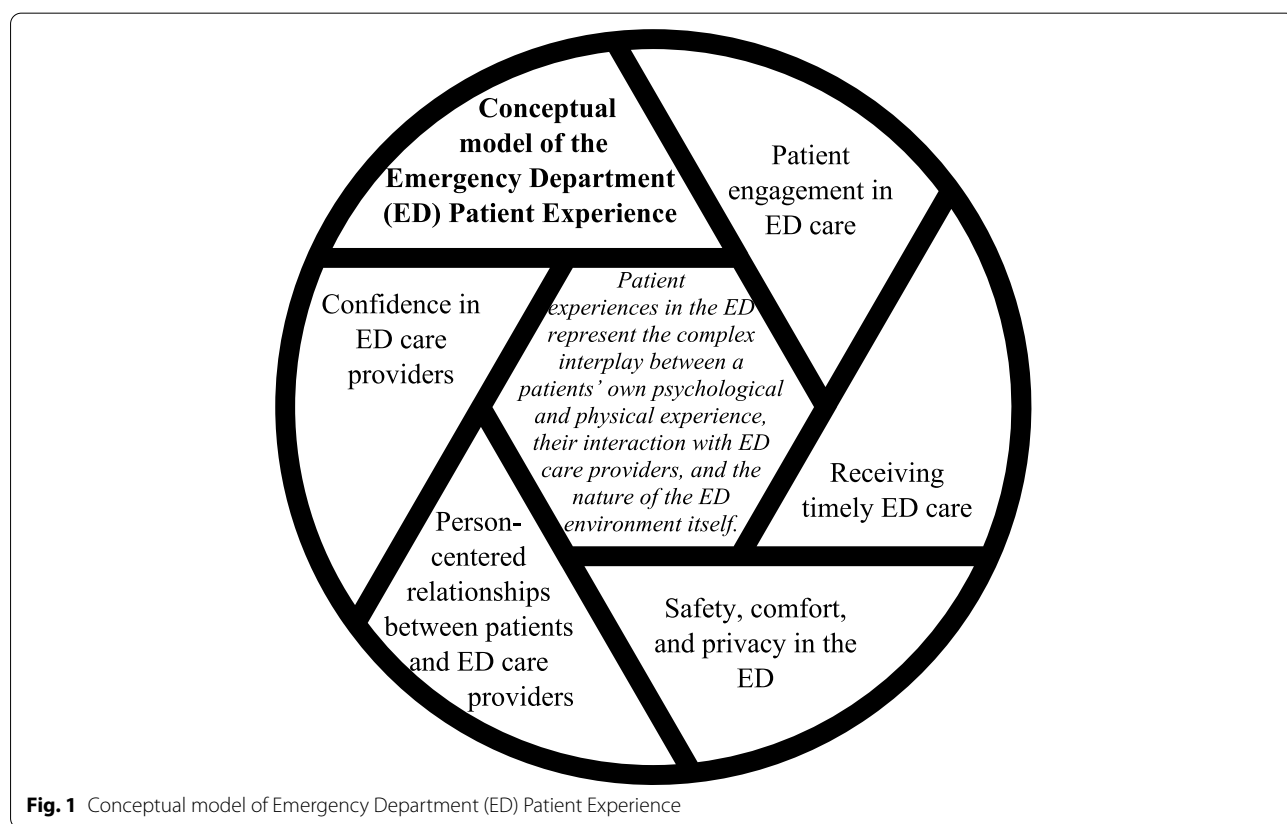 Conceptual
model of the
Emergency Department
(ED) Patient Experience
Patient
engagement in
ED care
Receiving
timely ED care
Safety, comfort,
and privacy in the
ED
Person-
centered
relationships
between patients
and ED care
providers
Confidence in
ED care
providers
Patient
experiences in the ED
represent the complex
interplay between a
patients’ own psychological
and physical experience,
their interaction with ED
care providers, and the
nature of the ED
environment itself.
Fig. 1 Conceptual model of Emergency Department (ED) Patient Experience